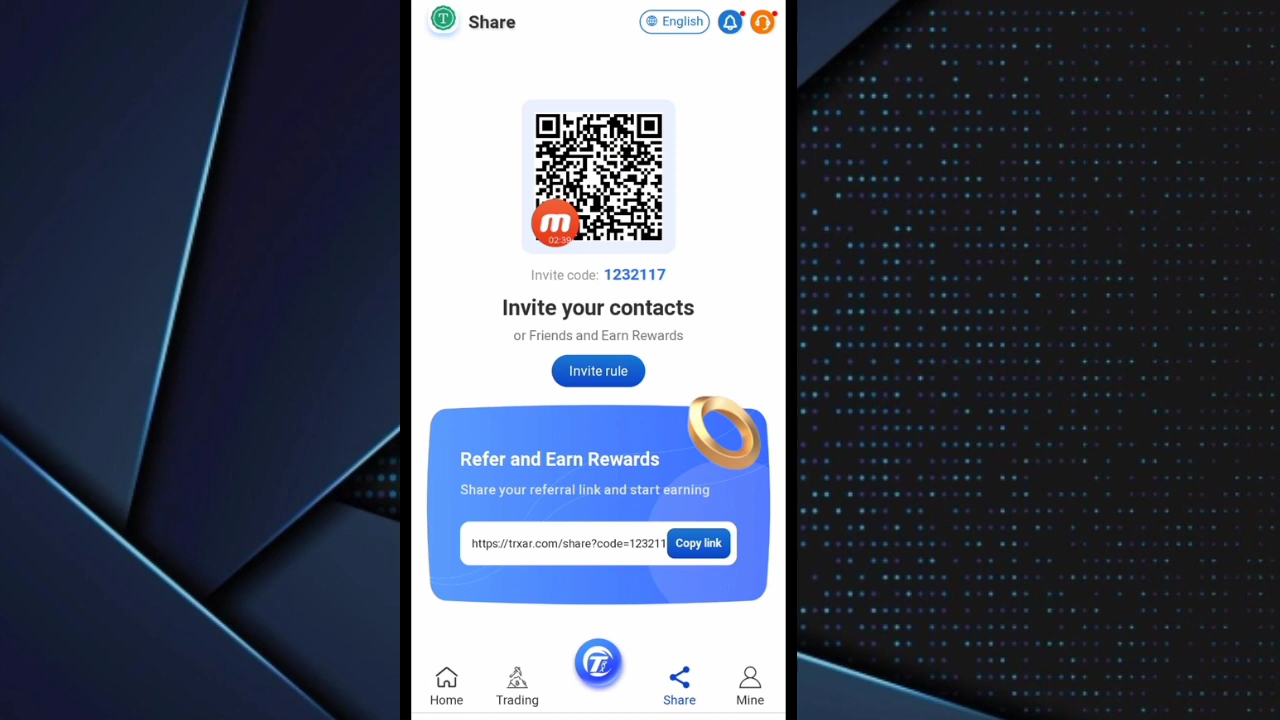 T
Share
English
m
02:39
Invite code: 1232117
Invite your contacts
or Friends and Earn Rewards
Invite rule
Refer and Earn Rewards
Share your referral link and start earning
https://trxar.com/share?code=123211
Copy link
Home
Trading
Share
Mine